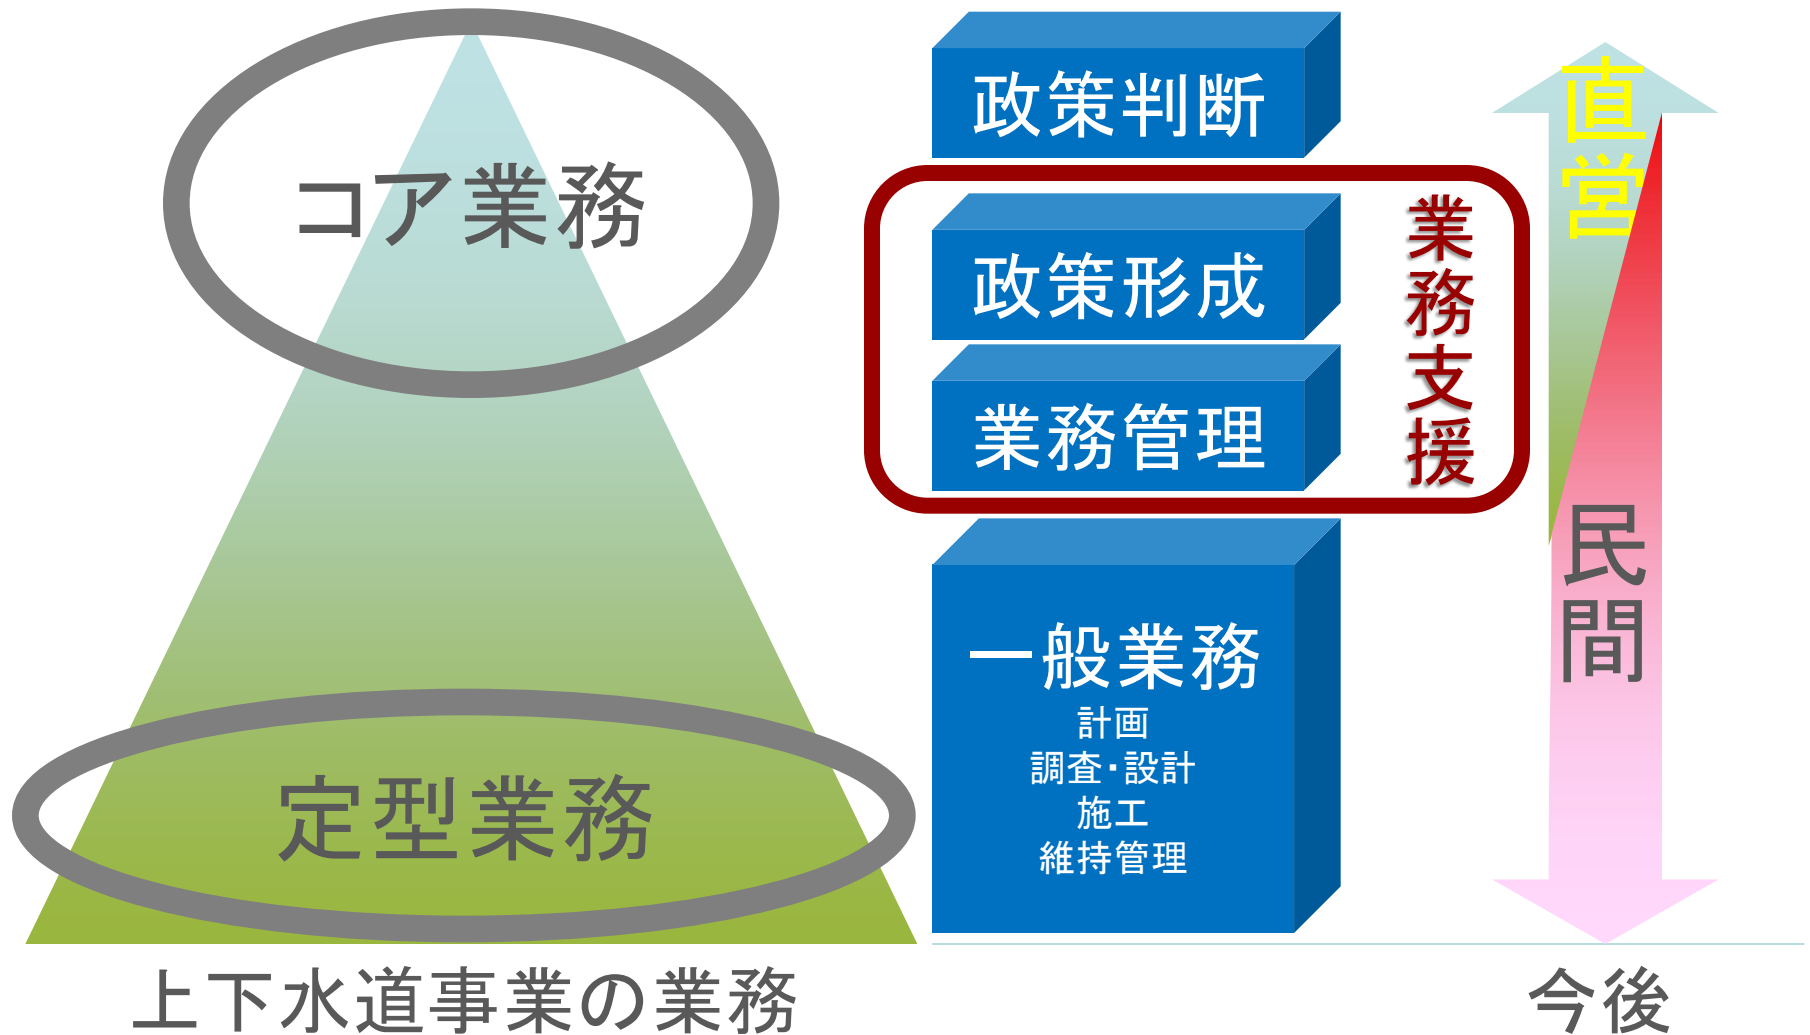 コア業務
定型業務
上下水道事業の業務
政策判断
政策形成
業務管理
業務支援
一般業務
計画
調査・設計
施工
維持管理
直営
民間
今後